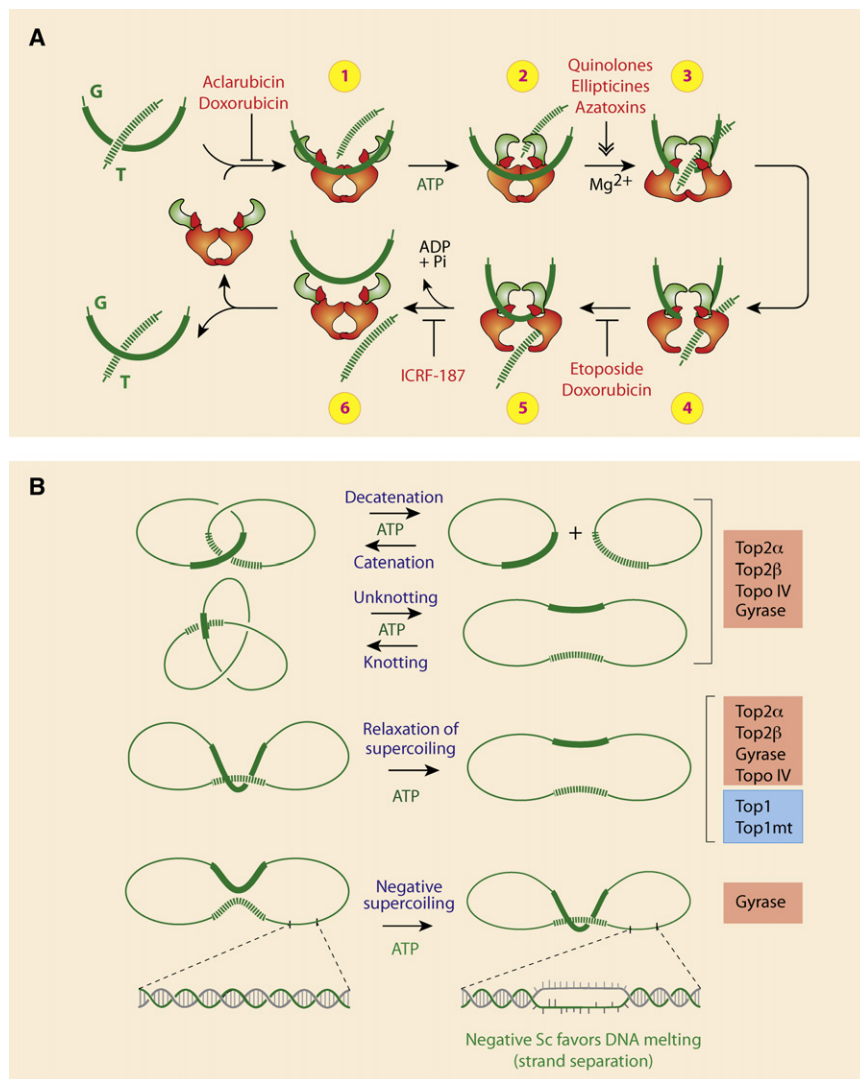 A
G
T
Aclarubicin
Doxorubicin
1
2
Quinolones
Ellipticines
Azatoxins
3
ATP
Mg2+
G
T
6
ADP
+ Pi
ICRF-187
5
Etoposide
Doxorubicin
4
B
Decatenation
ATP
Catenation
+
Unknotting
ATP
Knotting
Top2α
Top2β
Topo IV
Gyrase
Relaxation of
supercoiling
ATP
Top2α
Top2β
Gyrase
Topo IV
Top1
Top1mt
Negative
supercoiling
ATP
Gyrase
Negative Sc favors DNA melting
(strand separation)